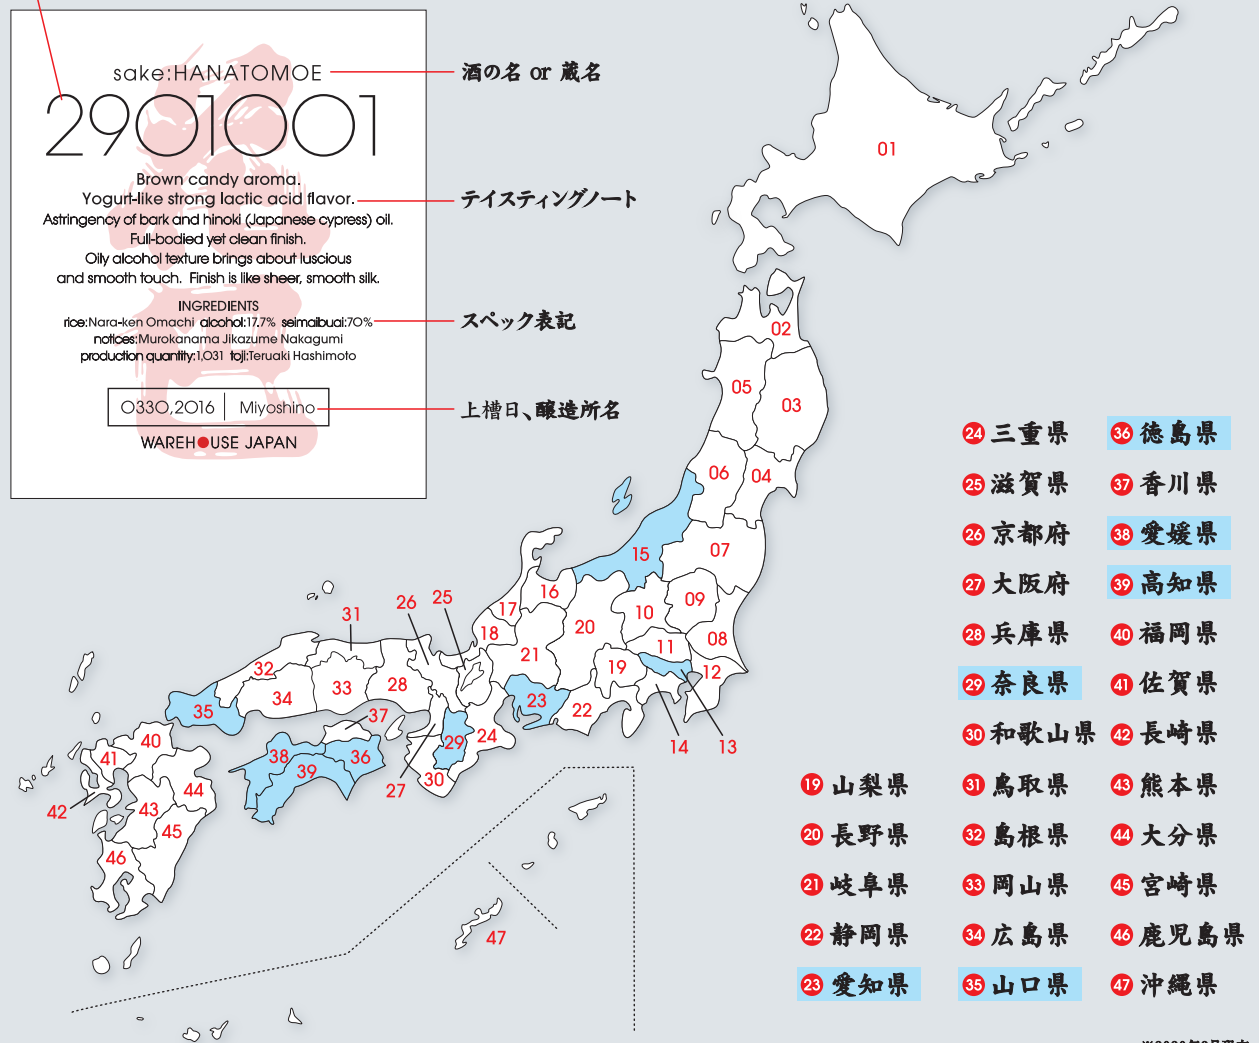 sake:HANATOMOE
酒の名 or 蔵名
2901001
Brown candy aroma.
Yogurt-like strong lactic acid flavor.
テイスティングノート
Astringency of bark and hinoki (Japanese cypress) oil.
Full-bodied yet clean finish.
Oily alcohol texture brings about luscious
and smooth touch. Finish is like sheer, smooth silk.
INGREDIENTS
rice:Nara-ken Omachi alcohol:17.7% seimaibuai:70%
スペック表記
notices:Murokanama Jikazume Nakagumi
production quantity:1,031 toji:Teruaki Hashimoto
0330,2016 Miyoshino
上槽日、醸造所名
WAREHOUSE JAPAN
01
02
05
03
06
04
15
07
16
10
09
17
20
08
18
11
21
19
12
25
26
31
32
34
33
28
23
22
14
13
35
37
29
24
38
36
39
27
30
40
41
42
43
44
45
46
47
19 山梨県
20 長野県
21 岐阜県
22 静岡県
23 愛知県
24 三重県
25 滋賀県
26 京都府
27 大阪府
28 兵庫県
29 奈良県
30 和歌山県
31 鳥取県
32 島根県
33 岡山県
34 広島県
35 山口県
36 徳島県
37 香川県
38 愛媛県
39 高知県
40 福岡県
41 佐賀県
42 長崎県
43 熊本県
44 大分県
45 宮崎県
46 鹿児島県
47 沖縄県